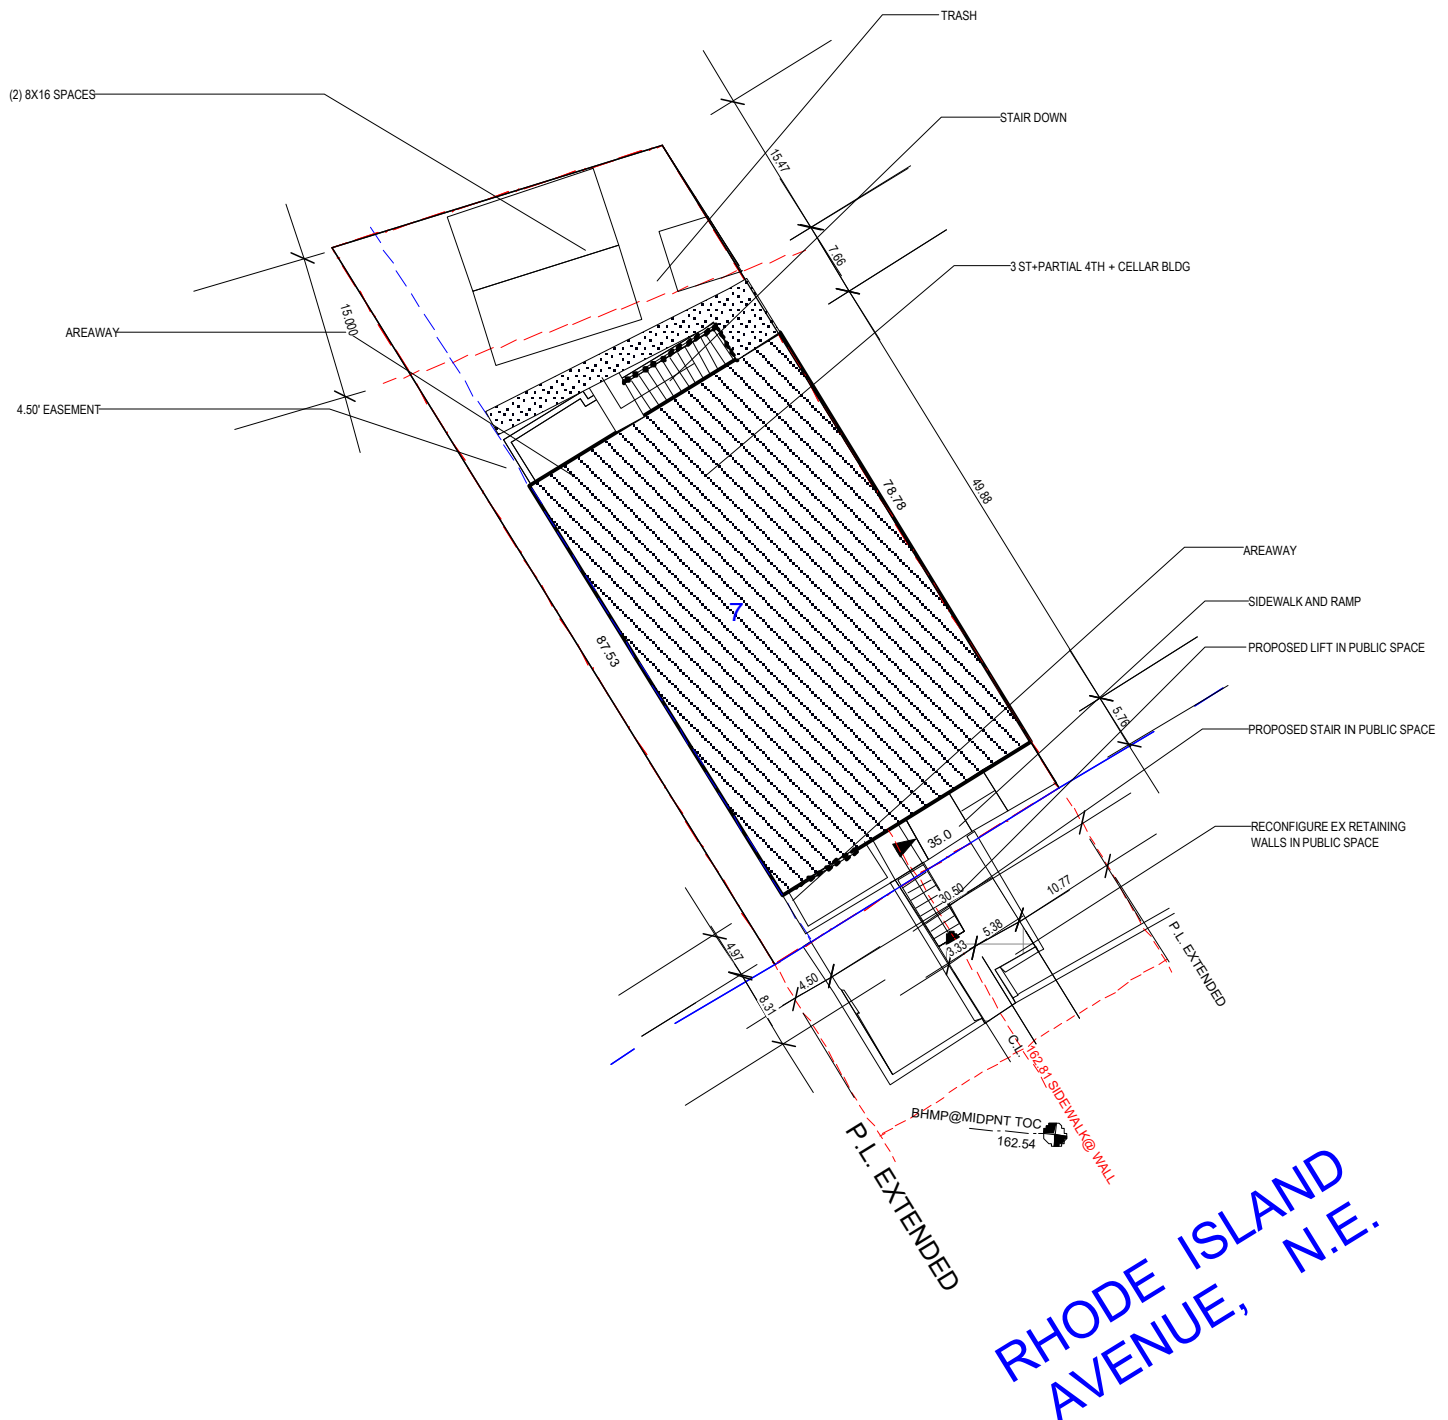 TRASH
(2) 8X16 SPACES
STAIR DOWN
15.47
7.66
3 ST+PARTIAL 4TH + CELLAR BLDG
15.000
AREAWAY
4.50' EASEMENT
49.88
78.78
AREAWAY
SIDEWALK AND RAMP
7
PROPOSED LIFT IN PUBLIC SPACE
87.53
5.76
PROPOSED STAIR IN PUBLIC SPACE
RECONFIGURE EX RETAINING
WALLS IN PUBLIC SPACE
35.0
30.50
10.77
5.38
3.33
4.97
4.50
8.31
P.L. EXTENDED
C.L.
162.81 SIDEWALK@ WALL
BHMP@MIDPNT TOC
162.54
P.L. EXTENDED
RHODE ISLAND
AVENUE, N.E.